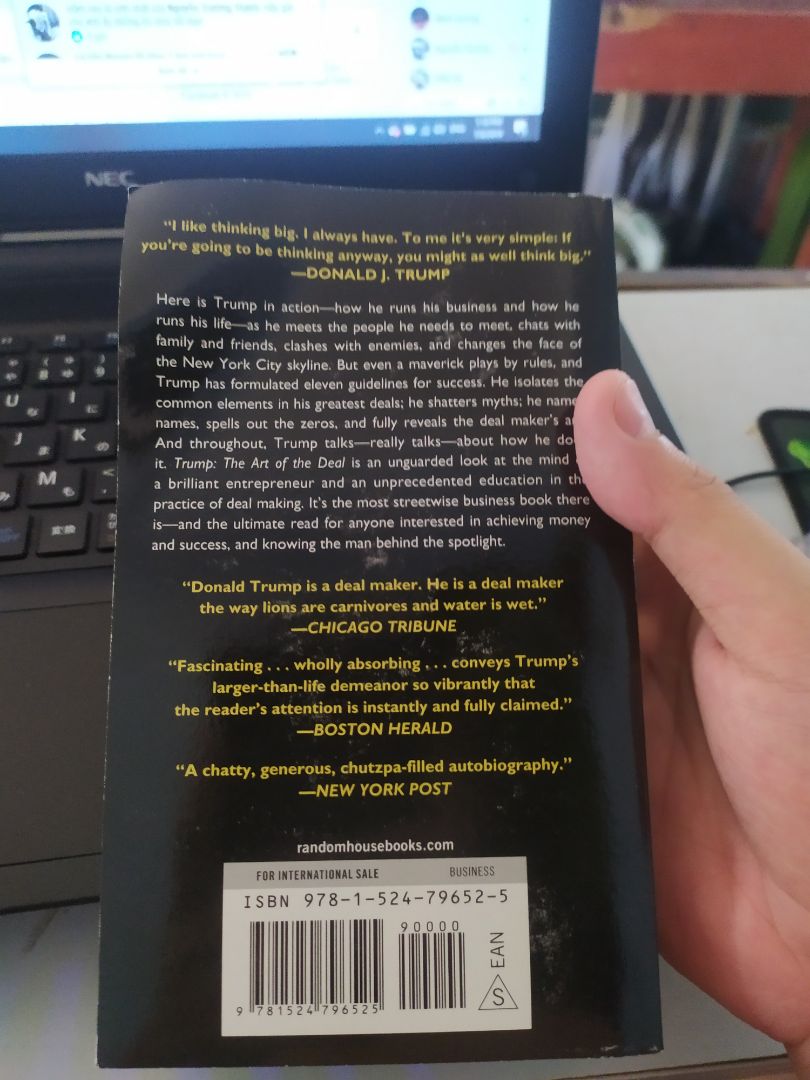 NEC
"I like thinking big. I always have. To me it's very simple: If
you're going to be thinking anyway, you might as well think big."
—DONALD J. TRUMP
Here is Trump in action—how he runs his business and how he
runs his life—as he meets the people he needs to meet, chats with
family and friends, clashes with enemies, and changes the face of
the New York City skyline. But even a maverick plays by rules, and
Trump has formulated eleven guidelines for success. He isolates the
common elements in his greatest deals; he shatters myths; he
names, spells out the zeros, and fully reveals the deal maker's
And throughout, Trump talks—really talks—about how he
it. Trump: The Art of the Deal is an unguarded look at the mind
a brilliant entrepreneur and an unprecedented education in the
practice of deal making. It's the most streetwise business book there
is—and the ultimate read for anyone interested in achieving money
and success, and knowing the man behind the spotlight.
"Donald Trump is a deal maker. He is a deal maker
the way lions are carnivores and water is wet."
—CHICAGO TRIBUNE
"Fascinating . . . wholly absorbing . . . conveys Trump's
larger-than-life demeanor so vibrantly that
the reader's attention is instantly and fully claimed."
—BOSTON HERALD
"A chatty, generous, chutzpa-filled autobiography."
—NEW YORK POST
randomhousebooks.com
FOR INTERNATIONAL SALE BUSINESS
ISBN 978-1-524-79652-5
90000
9 781524 796525
S EAN
U な
I に
J ま
K の
M も